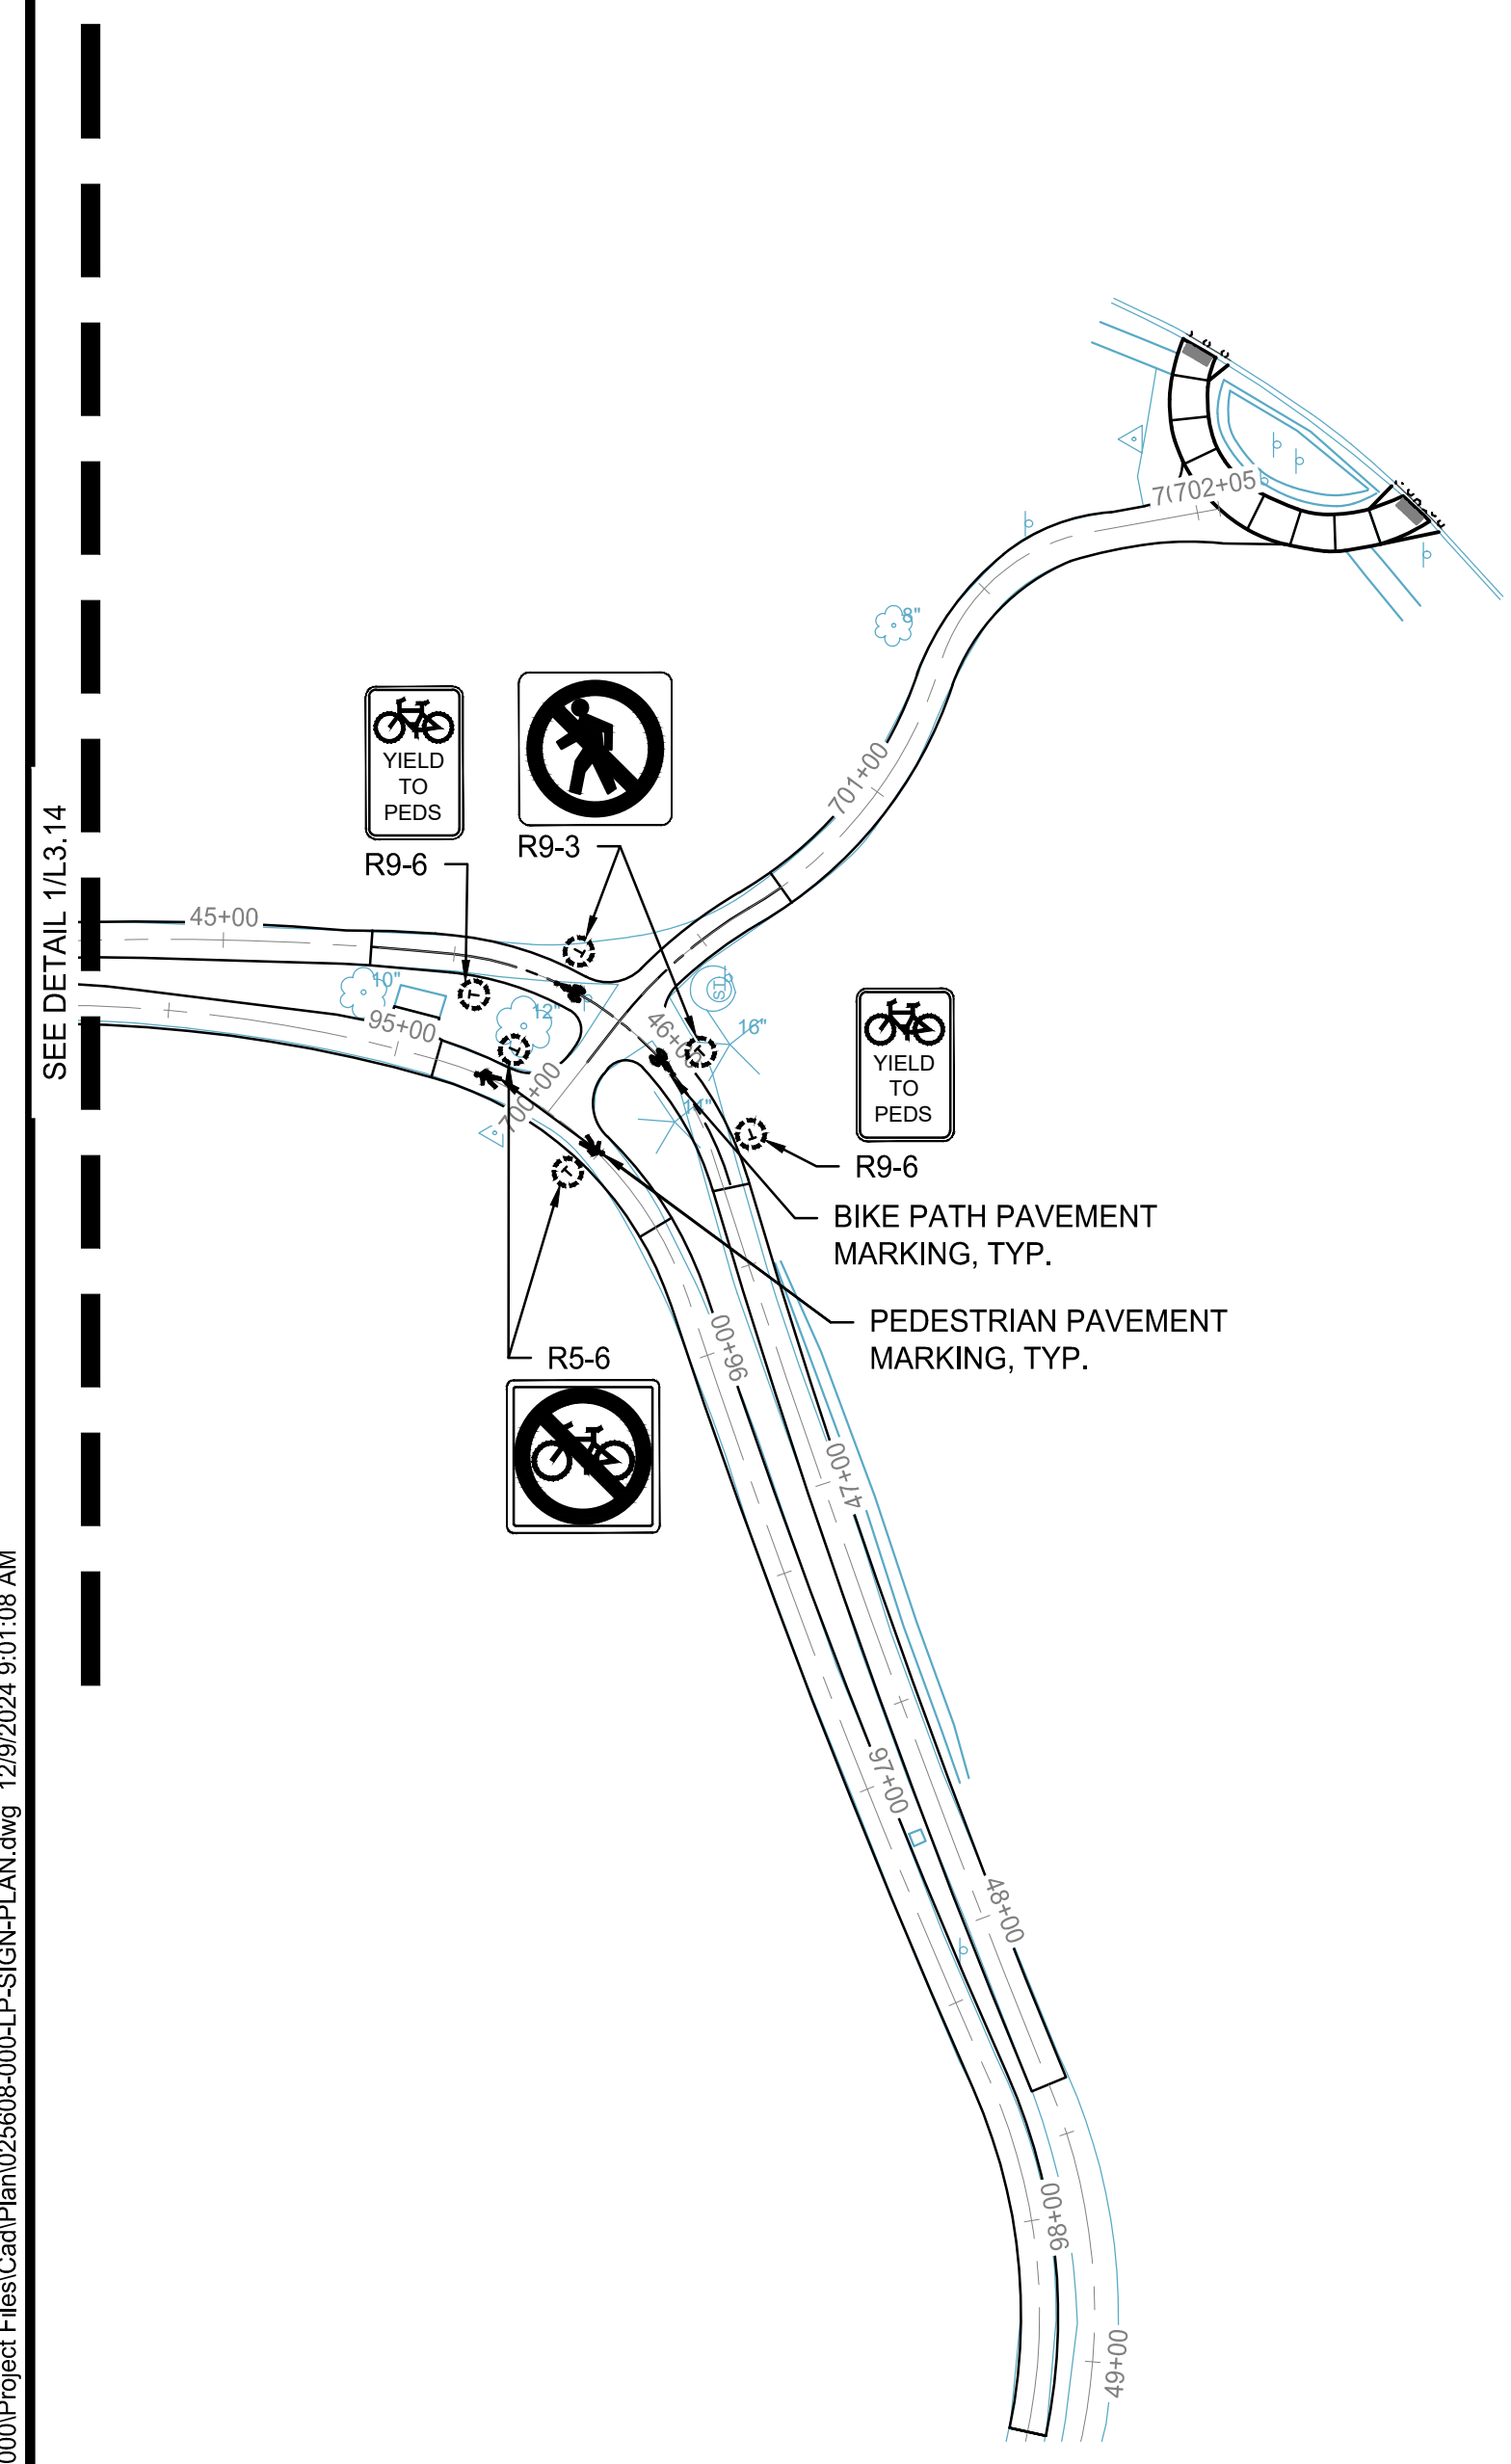 702+05
8"
YIELD
TO
PEDS
R9-3
R9-6
701+00
SEE DETAIL 1/L3.14
45+00
10"
12"
ST
95+00
46+00
16"
YIELD
TO
PEDS
700+00
R9-6
BIKE PATH PAVEMENT
MARKING, TYP.
PEDESTRIAN PAVEMENT
MARKING, TYP.
R5-6
96+00
47+00
97+00
48+00
98+00
49+00
000\Project Files\Cad\Plan\025608-000-LP-SIGN-PLAN.dwg 12/9/2024 9:01:08 AM